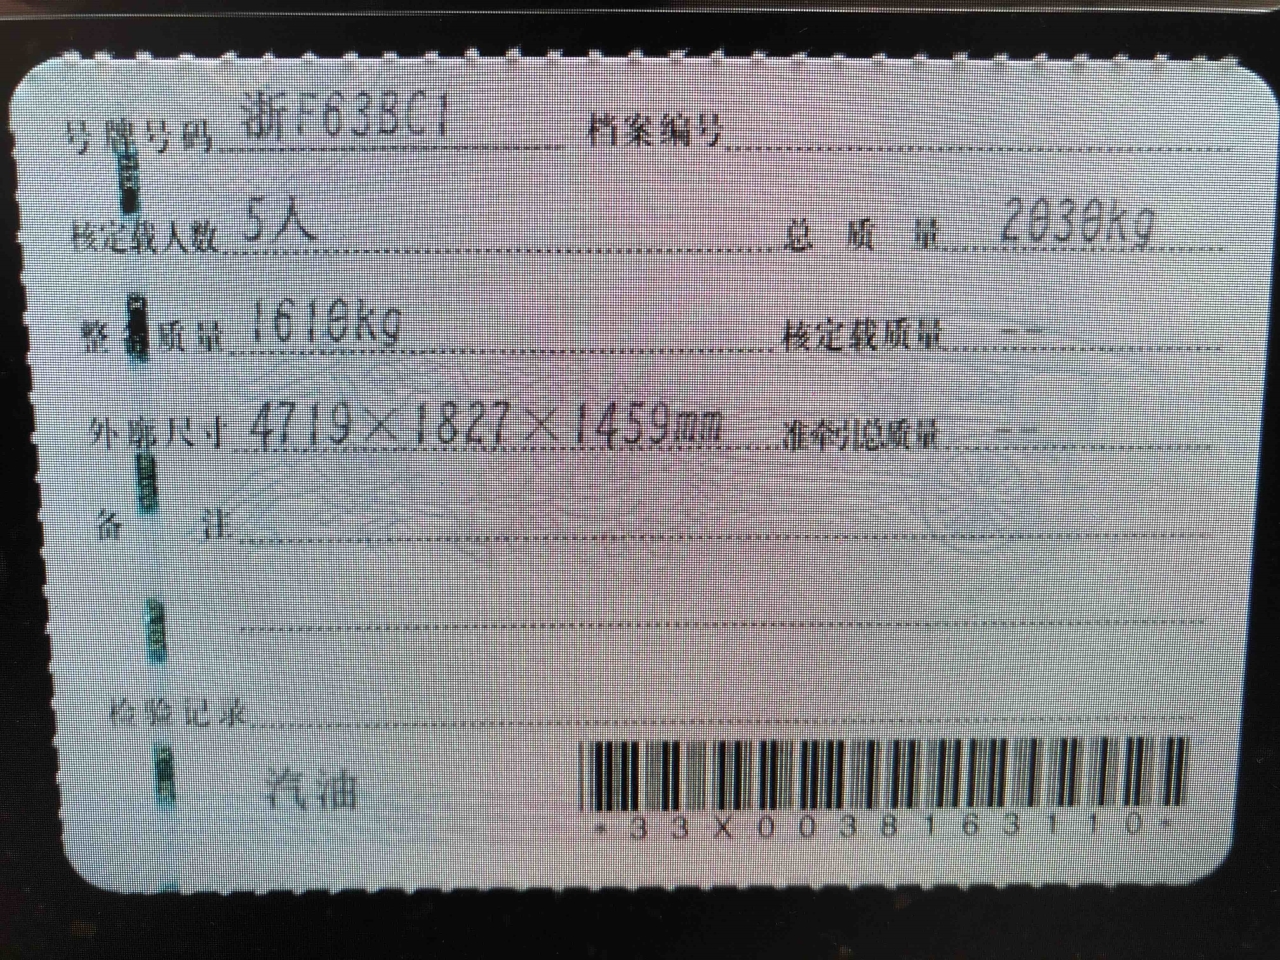 号牌号码 浙F63BC1 档案编号
核定载人数 5人 总质量 2030kg
整备质量 1610kg 核定载质量 --
外廓尺寸 4719×1827×1459mm 准牵引总质量 --
备注
检验记录
汽油
*33X0038163110*